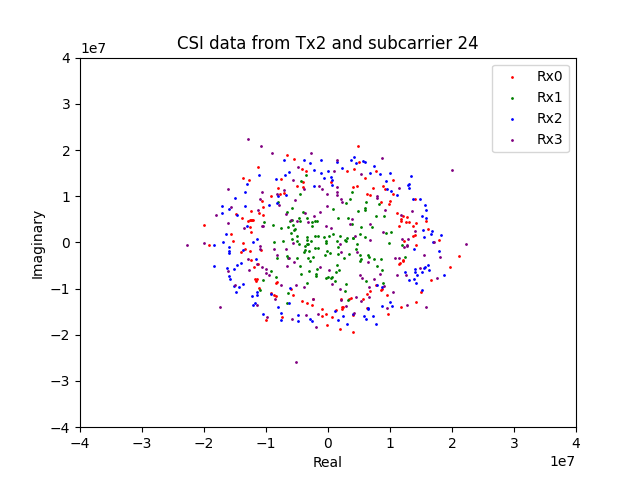 CSI data from Tx2 and subcarrier 24
1e7
4
3
2
1
0
−1
−2
−3
−4
Imaginary
Rx0
Rx1
Rx2
Rx3
−4 −3 −2 −1 0 1 2 3 4
Real
1e7